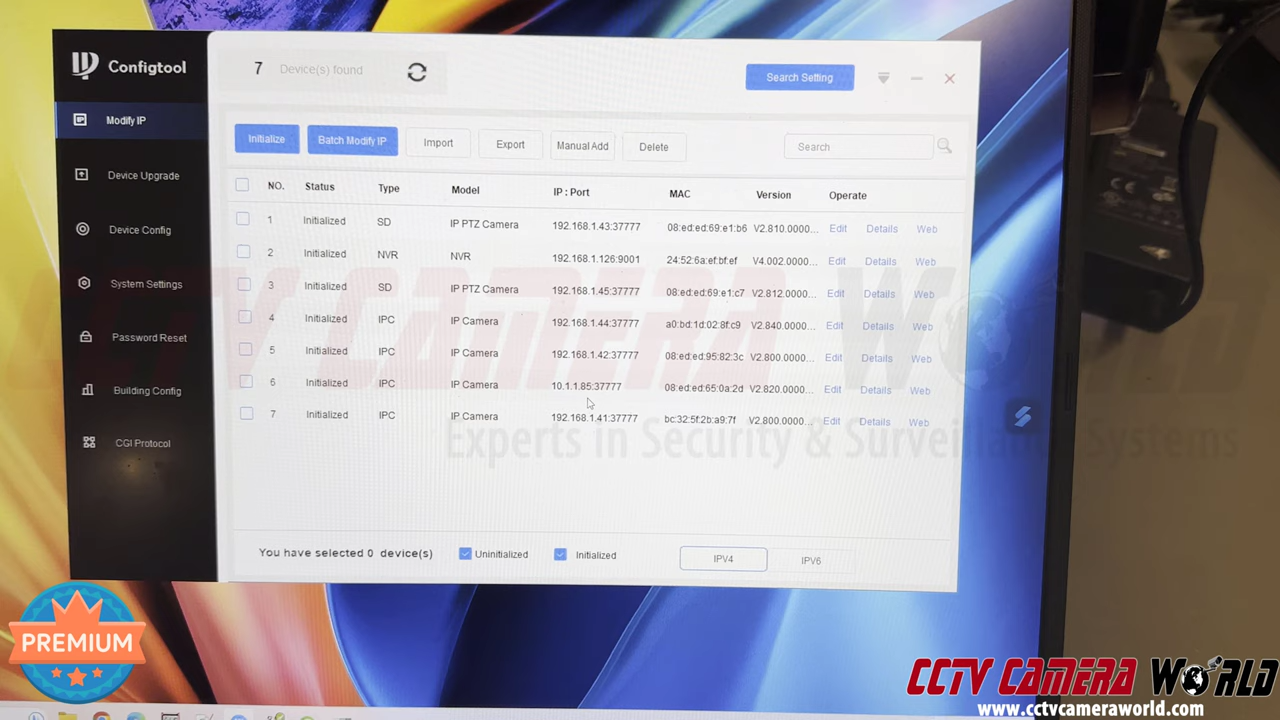 Configtool
7 Device(s) found
Search Setting
Modify IP
Device Upgrade
Device Config
System Settings
Password Reset
Building Config
CGI Protocol
Initialize Batch Modify IP Import Export Manual Add Delete Search
NO. Status Type Model IP : Port MAC Version Operate
1 Initialized SD IP PTZ Camera 192.168.1.43:37777 08:ed:ed:69:e1:b6 V2.810.0000... Edit Details Web
2 Initialized NVR NVR 192.168.1.126:9001 24:52:6a:ef:bf:ef V4.002.0000... Edit Details Web
3 Initialized SD IP PTZ Camera 192.168.1.45:37777 08:ed:ed:69:e1:c7 V2.812.0000... Edit Details Web
4 Initialized IPC IP Camera 192.168.1.44:37777 a0:bd:1d:02:8f:c9 V2.840.0000... Edit Details Web
5 Initialized IPC IP Camera 192.168.1.42:37777 08:ed:ed:95:82:3c V2.800.0000... Edit Details Web
6 Initialized IPC IP Camera 10.1.1.85:37777 08:ed:ed:65:0a:2d V2.820.0000... Edit Details Web
7 Initialized IPC IP Camera 192.168.1.41:37777 bc:32:5f:2b:a9:7f V2.800.0000... Edit Details Web
You have selected 0 device(s) Uninitialized Initialized IPV4 IPV6
CCTV CAMERA WORLD
Experts in Security & Surveillance Systems
PREMIUM
CCTV CAMERA WORLD
www.cctvcameraworld.com